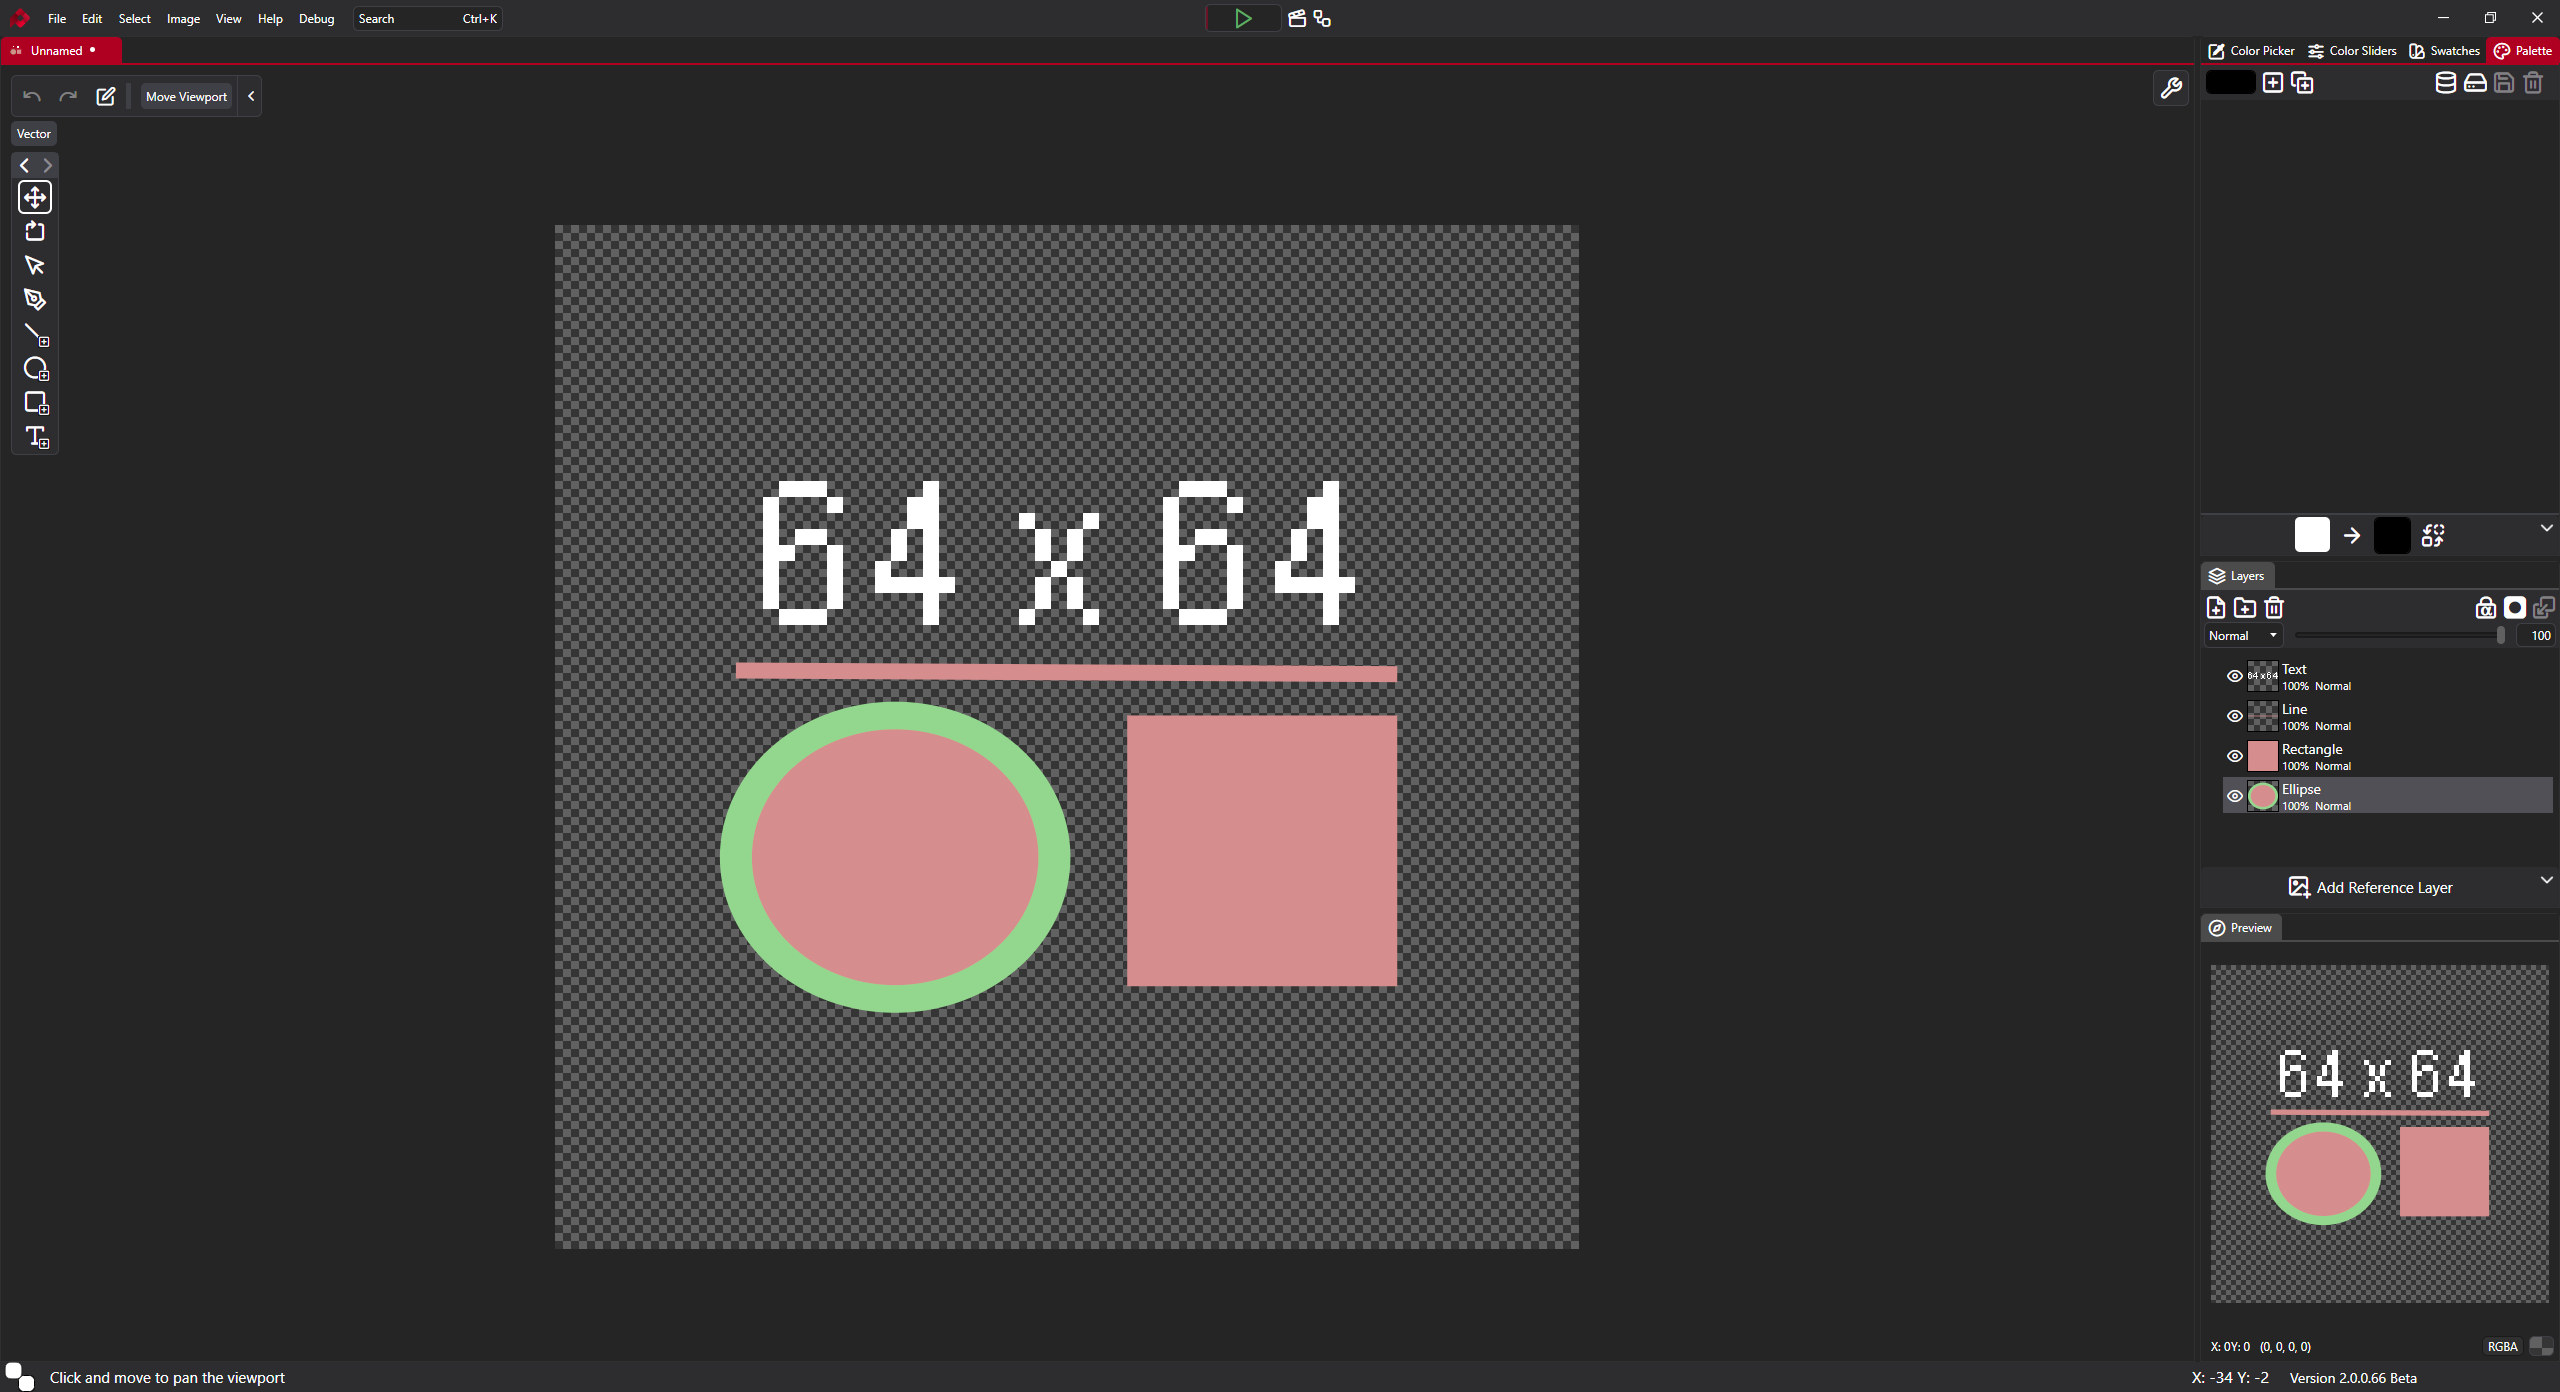 File Edit Select Image View Help Debug Search Ctrl+K
Unnamed
Color Picker Color Sliders Swatches Palette
Move Viewport
Vector
64 x 64
Layers
Normal 100
64 x 64 Text
100% Normal
Line
100% Normal
Rectangle
100% Normal
Ellipse
100% Normal
Add Reference Layer
Preview
64 x 64
X: 0 Y: 0 (0, 0, 0, 0) RGBA
Click and move to pan the viewport X: -34 Y: -2 Version 2.0.0.66 Beta